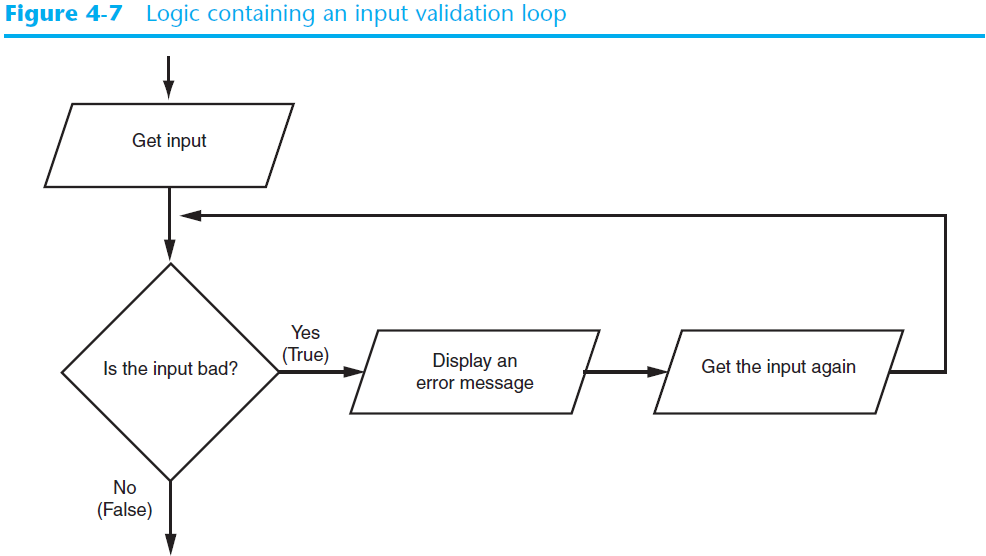 Figure 4-7 Logic containing an input validation loop
Get input
Is the input bad?
Yes
(True)
Display an
error message
Get the input again
No
(False)